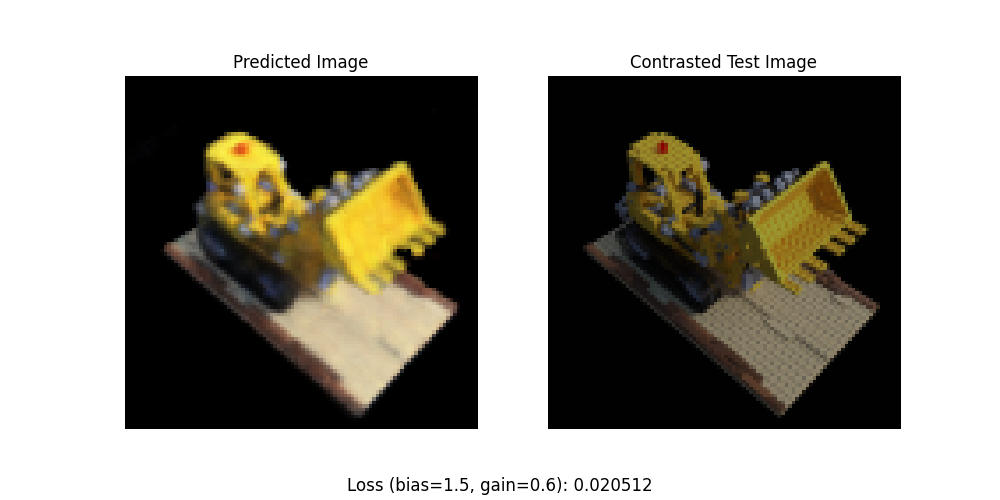 Predicted Image
Contrasted Test Image
Loss (bias=1.5, gain=0.6): 0.020512